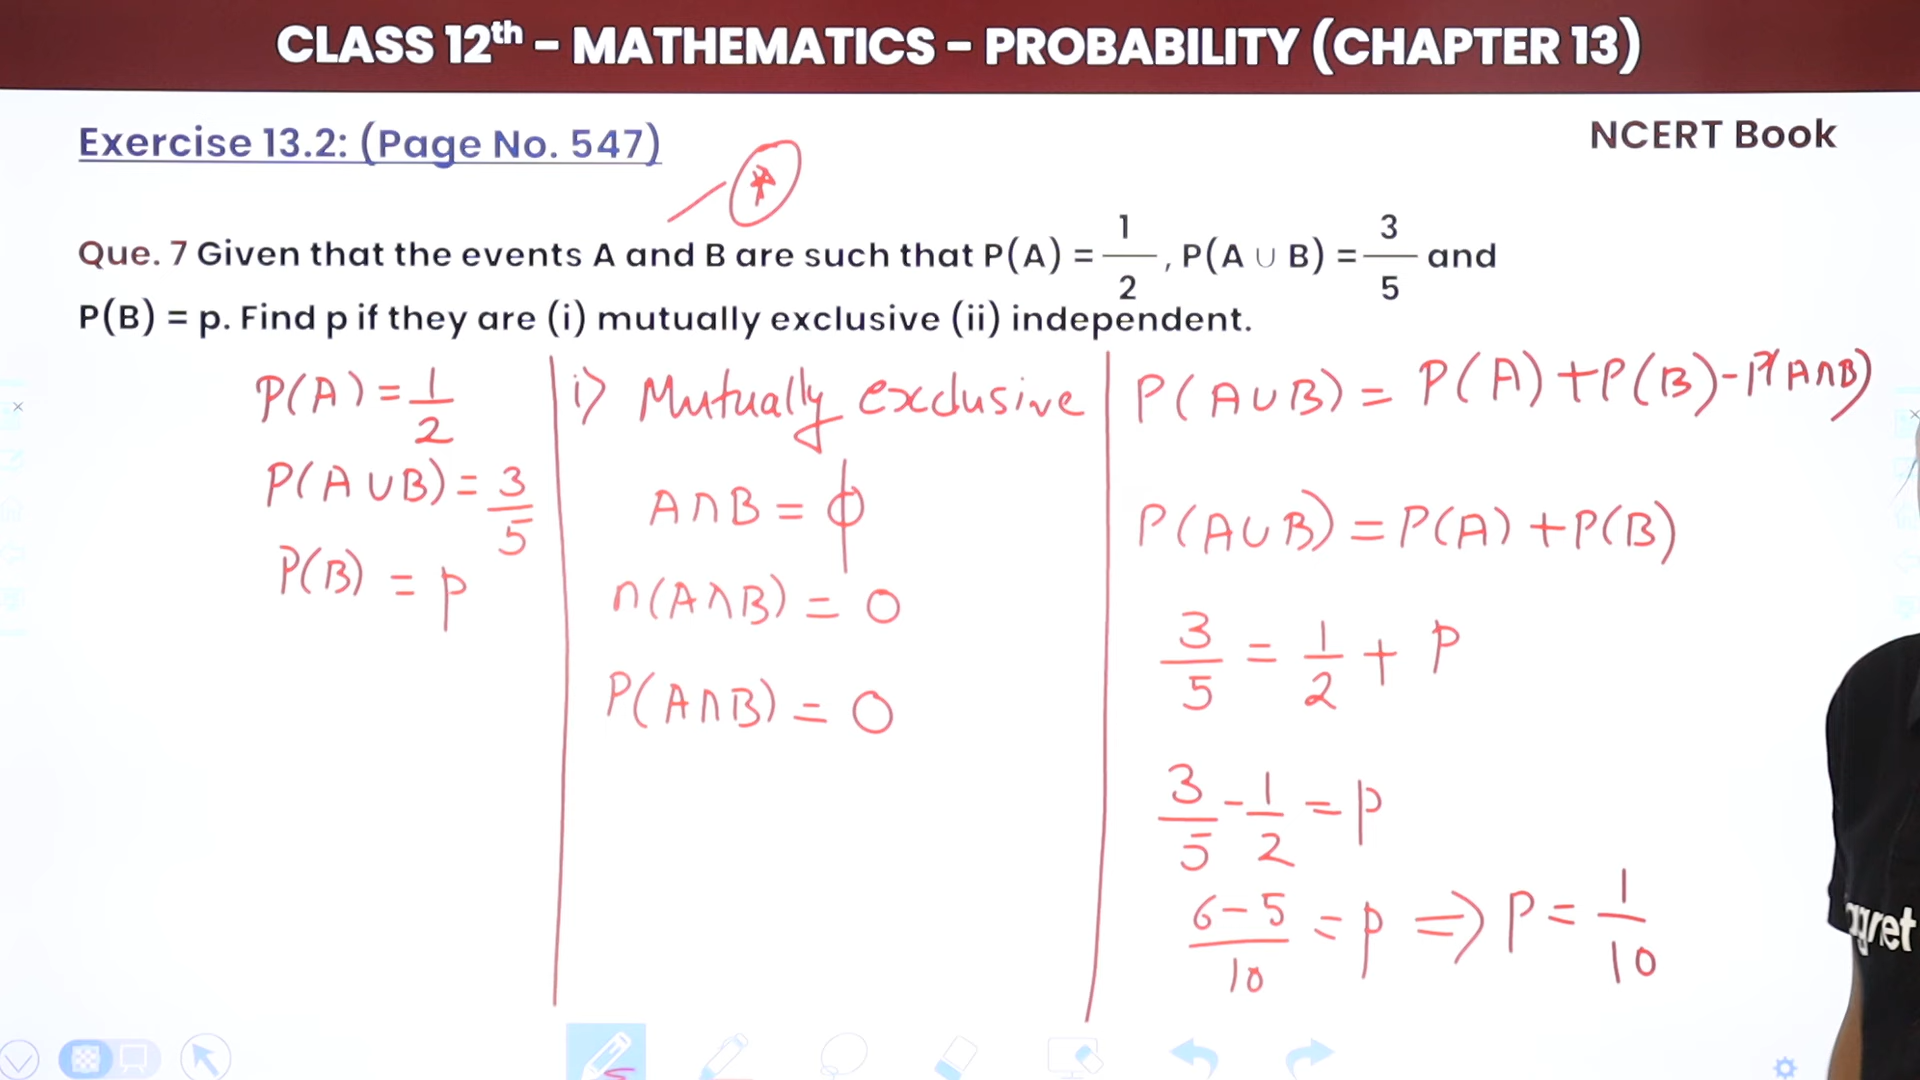 CLASS 12th - MATHEMATICS - PROBABILITY (CHAPTER 13)
Exercise 13.2: (Page No. 547)
NCERT Book
Que. 7 Given that the events A and B are such that P(A) = 1/2, P(A ∪ B) = 3/5 and
P(B) = p. Find p if they are (i) mutually exclusive (ii) independent.
P(A) = 1/2
P(A ∪ B) = 3/5
P(B) = p
i) Mutually exclusive
A ∩ B = ϕ
n(A ∩ B) = 0
P(A ∩ B) = 0
P(A ∪ B) = P(A) + P(B) - P(A ∩ B)
P(A ∪ B) = P(A) + P(B)
3/5 = 1/2 + P
3/5 - 1/2 = p
6-5/10 = p ⇒ P = 1/10